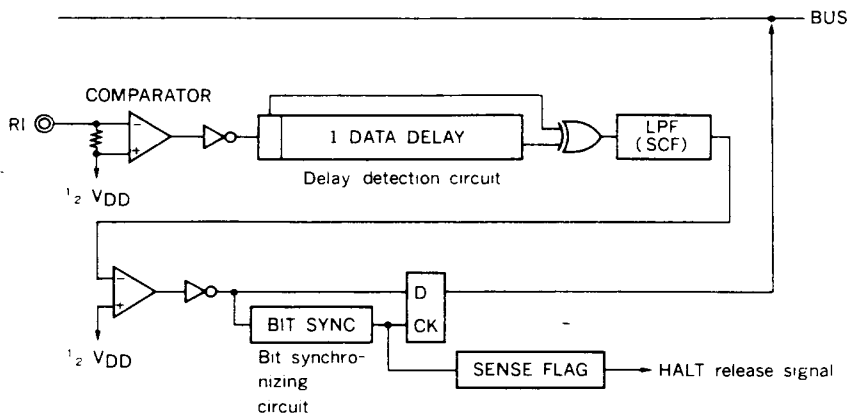 BUS
COMPARATOR
RI
1 DATA DELAY
LPF
(SCF)
Delay detection circuit
1/2 VDD
D
CK
BIT SYNC
1/2 VDD
Bit synchro-
nizing
circuit
SENSE FLAG
HALT release signal